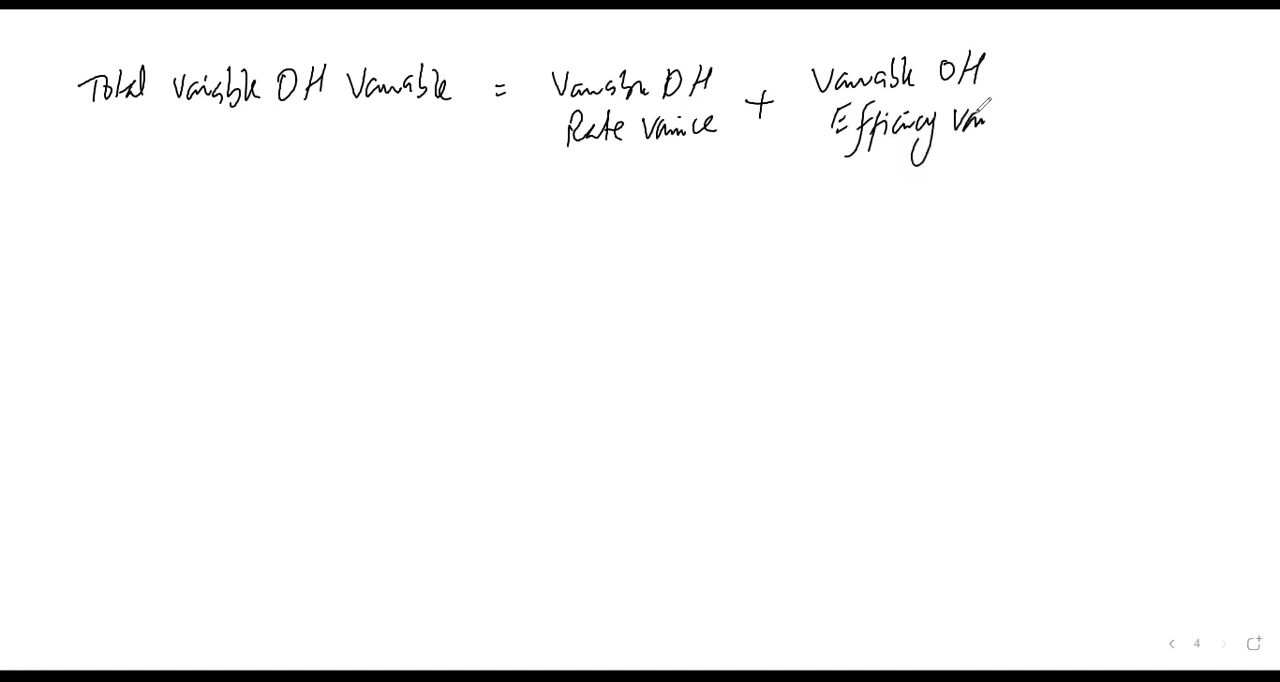 Total Variable OH Variable = Variable OH + Variable OH
Rate Variance Efficiency Var
4